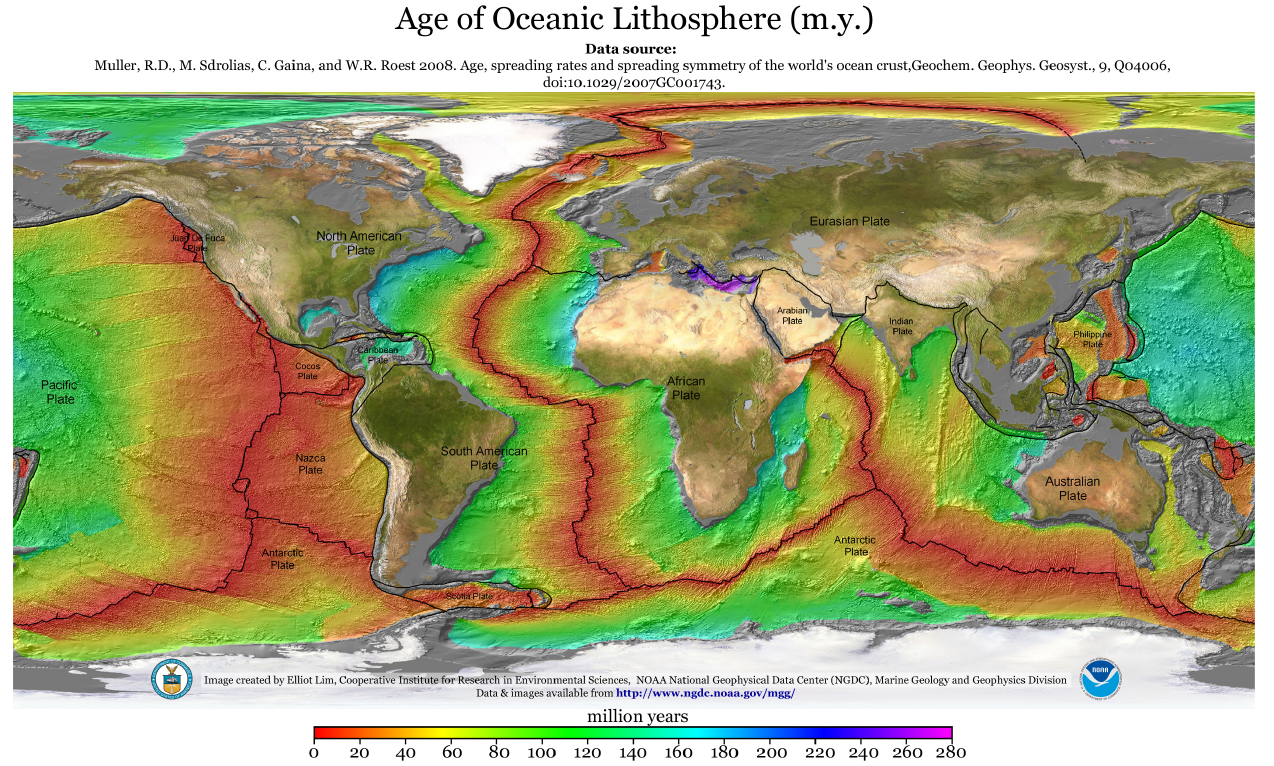 Age of Oceanic Lithosphere (m.y.)
Data source:
Muller, R.D., M. Sdrolias, C. Gaina, and W.R. Roest 2008. Age, spreading rates and spreading symmetry of the world's ocean crust,Geochem. Geophys. Geosyst., 9, Q04006,
doi:10.1029/2007GC001743.
Juan De Fuca
Plate
North American
Plate
Eurasian Plate
Arabian
Plate
Indian
Plate
Philippine
Plate
Caribbean
Plate
Cocos
Plate
Pacific
Plate
African
Plate
South American
Plate
Nazca
Plate
Australian
Plate
Antarctic
Plate
Antarctic
Plate
Scotia Plate
NOAA
Image created by Elliot Lim, Cooperative Institute for Research in Environmental Sciences, NOAA National Geophysical Data Center (NGDC), Marine Geology and Geophysics Division
Data & images available from http://www.ngdc.noaa.gov/mgg/
million years
0 20 40 60 80 100 120 140 160 180 200 220 240 260 280